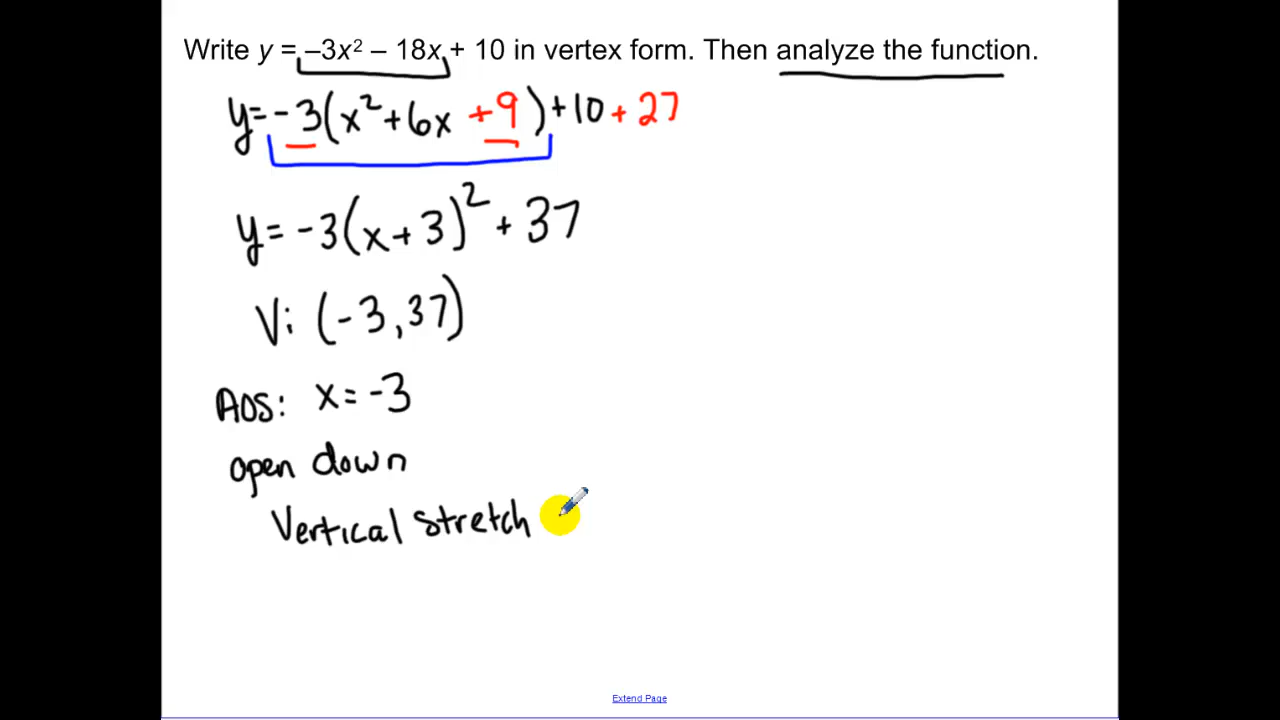 Write y = –3x² – 18x + 10 in vertex form. Then analyze the function.
y = -3(x² + 6x + 9) + 10 + 27
y = -3(x + 3)² + 37
V: (-3, 37)
AOS: x = -3
open down
Vertical stretch
Extend Page